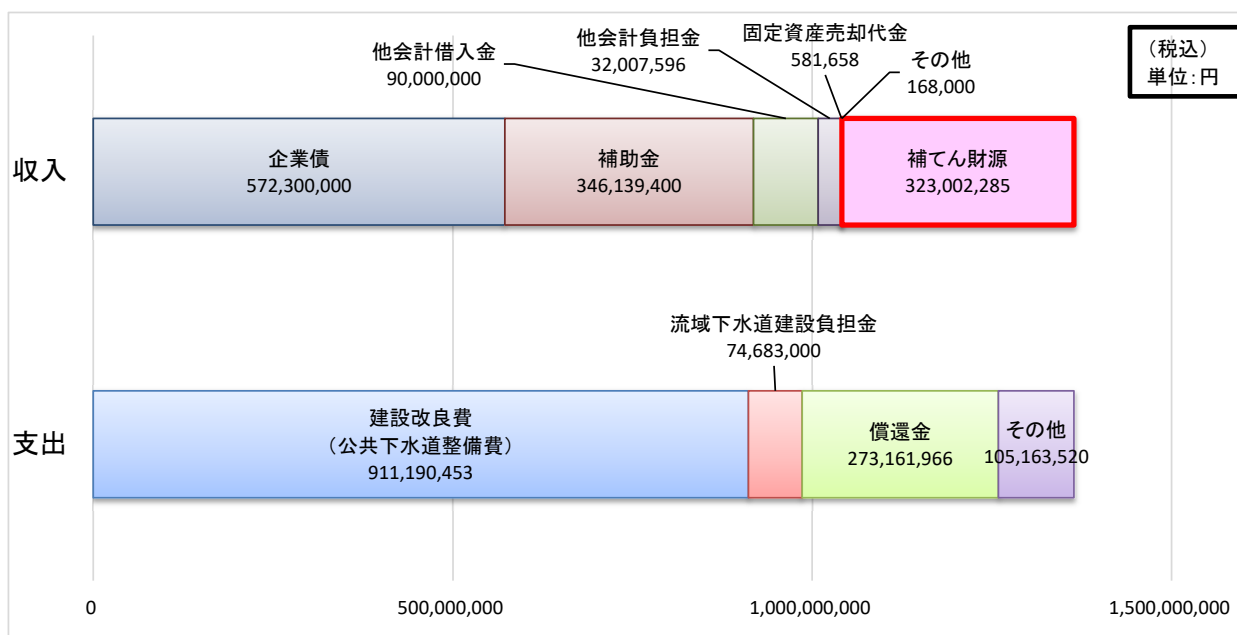 他会計借入金
90,000,000
他会計負担金
32,007,596
固定資産売却代金
581,658
その他
168,000
（税込）
単位：円
収入
企業債
572,300,000
補助金
346,139,400
補てん財源
323,002,285
流域下水道建設負担金
74,683,000
支出
建設改良費
（公共下水道整備費）
911,190,453
償還金
273,161,966
その他
105,163,520
0
500,000,000
1,000,000,000
1,500,000,000